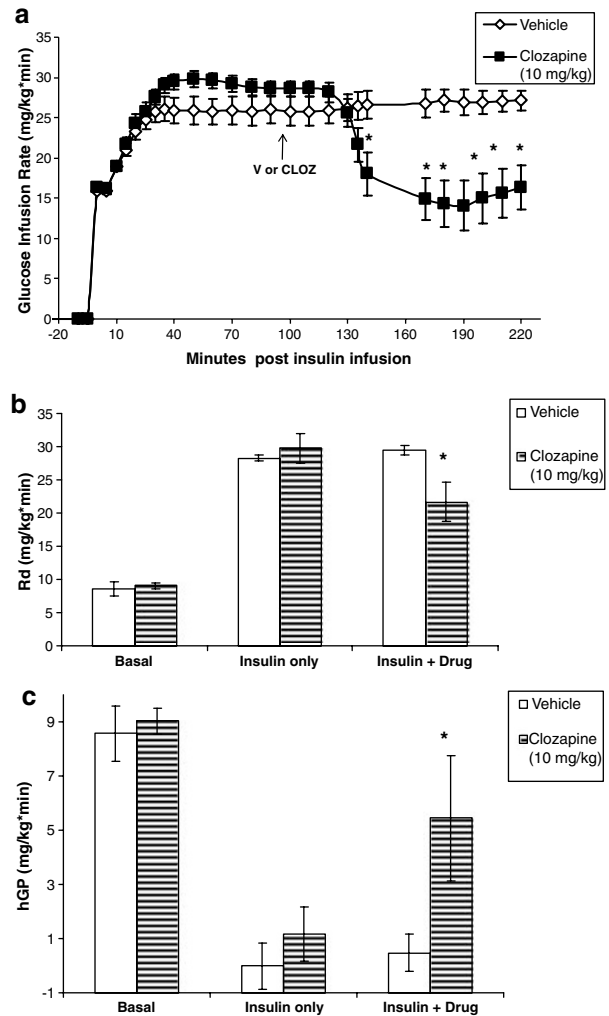 a
Glucose Infusion Rate (mg/kg*min)
35
30
25
20
15
10
5
0
-20
10
40
70
100
130
160
190
220
Minutes post insulin infusion
V or CLOZ
*
* *
*
*
*
Vehicle
Clozapine
(10 mg/kg)
b
Rd (mg/kg*min)
35
30
25
20
15
10
5
0
*
Basal
Insulin only
Insulin + Drug
Vehicle
Clozapine
(10 mg/kg)
c
hGP (mg/kg*min)
9
7
5
3
1
-1
*
Basal
Insulin only
Insulin + Drug
Vehicle
Clozapine
(10 mg/kg)